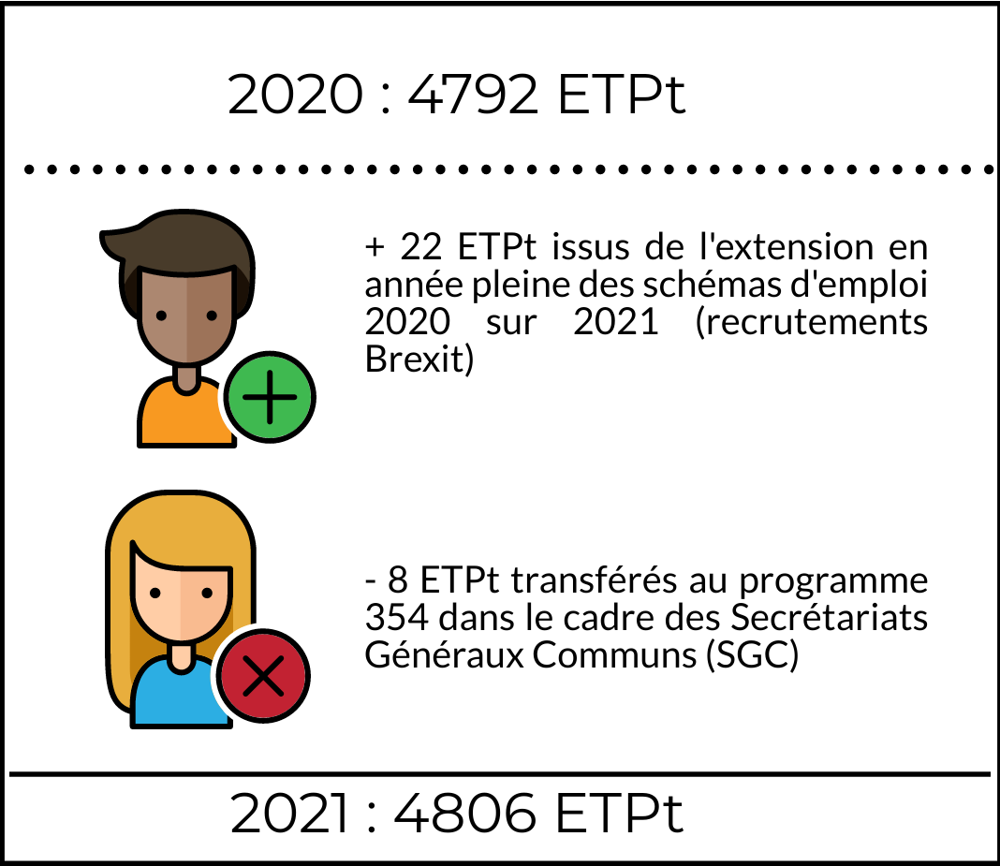 2020 : 4792 ETPt
+ 22 ETPt issus de l'extension en
année pleine des schémas d'emploi
2020 sur 2021 (recrutements
Brexit)
- 8 ETPt transférés au programme
354 dans le cadre des Secrétariats
Généraux Communs (SGC)
2021 : 4806 ETPt